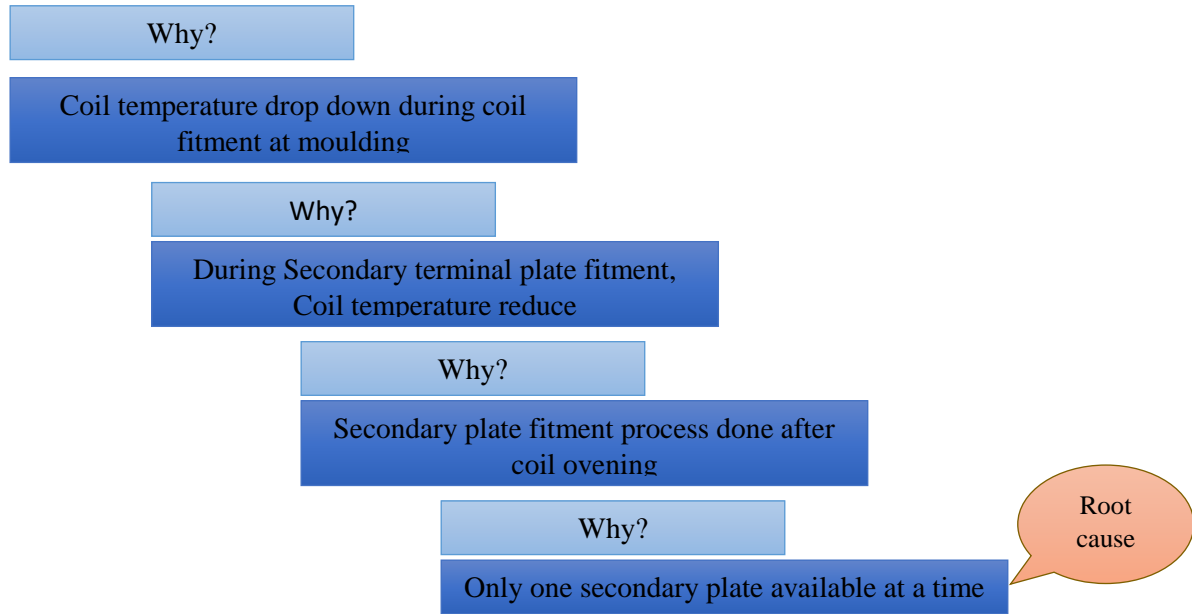 Why?
Coil temperature drop down during coil
fitment at moulding
Why?
During Secondary terminal plate fitment,
Coil temperature reduce
Why?
Secondary plate fitment process done after
coil ovening
Why?
Root
cause
Only one secondary plate available at a time